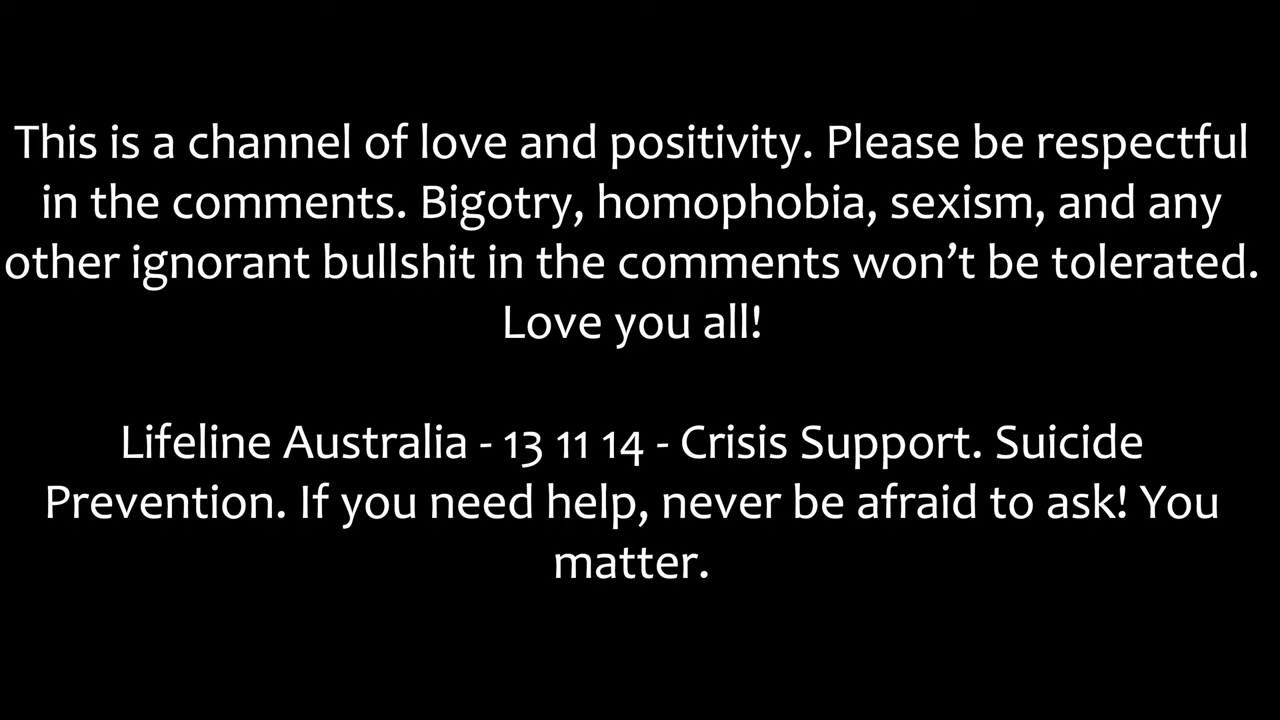 This is a channel of love and positivity. Please be respectful
in the comments. Bigotry, homophobia, sexism, and any
other ignorant bullshit in the comments won’t be tolerated.
Love you all!
Lifeline Australia - 13 11 14 - Crisis Support. Suicide
Prevention. If you need help, never be afraid to ask! You
matter.